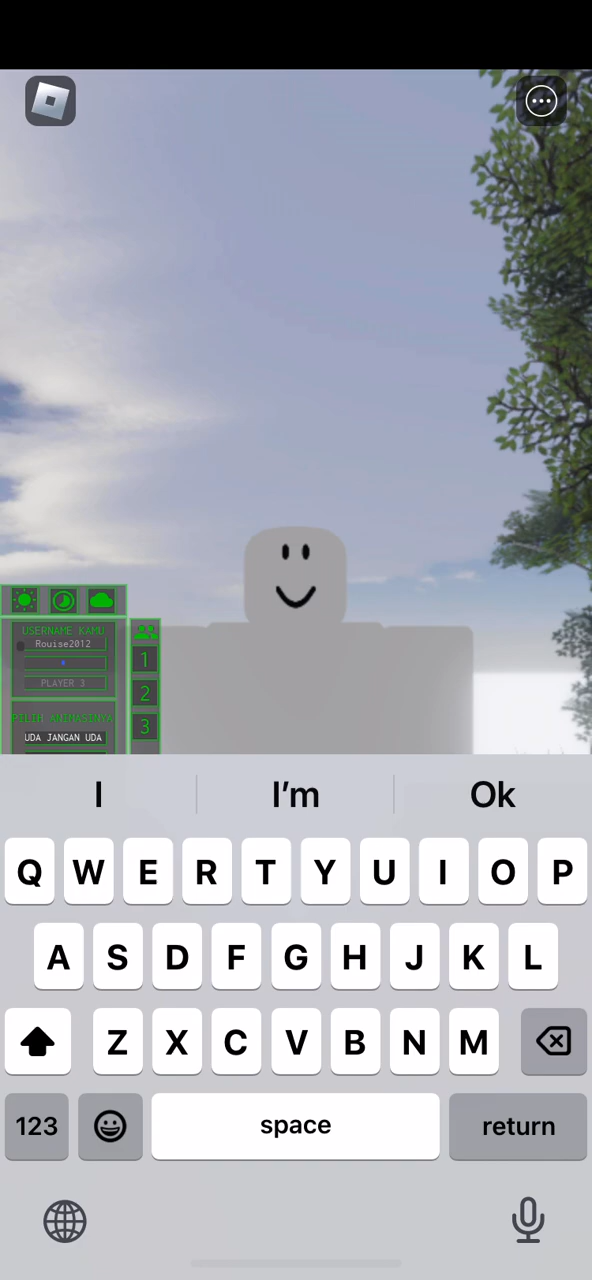 USERNAME KAMU
Rouise2012
PLAYER 3
PILIH ANIMASINYA
UDA JANGAN UDA
1
2
3
I
I'm
Ok
Q W E R T Y U I O P
A S D F G H J K L
Z X C V B N M
123
space
return